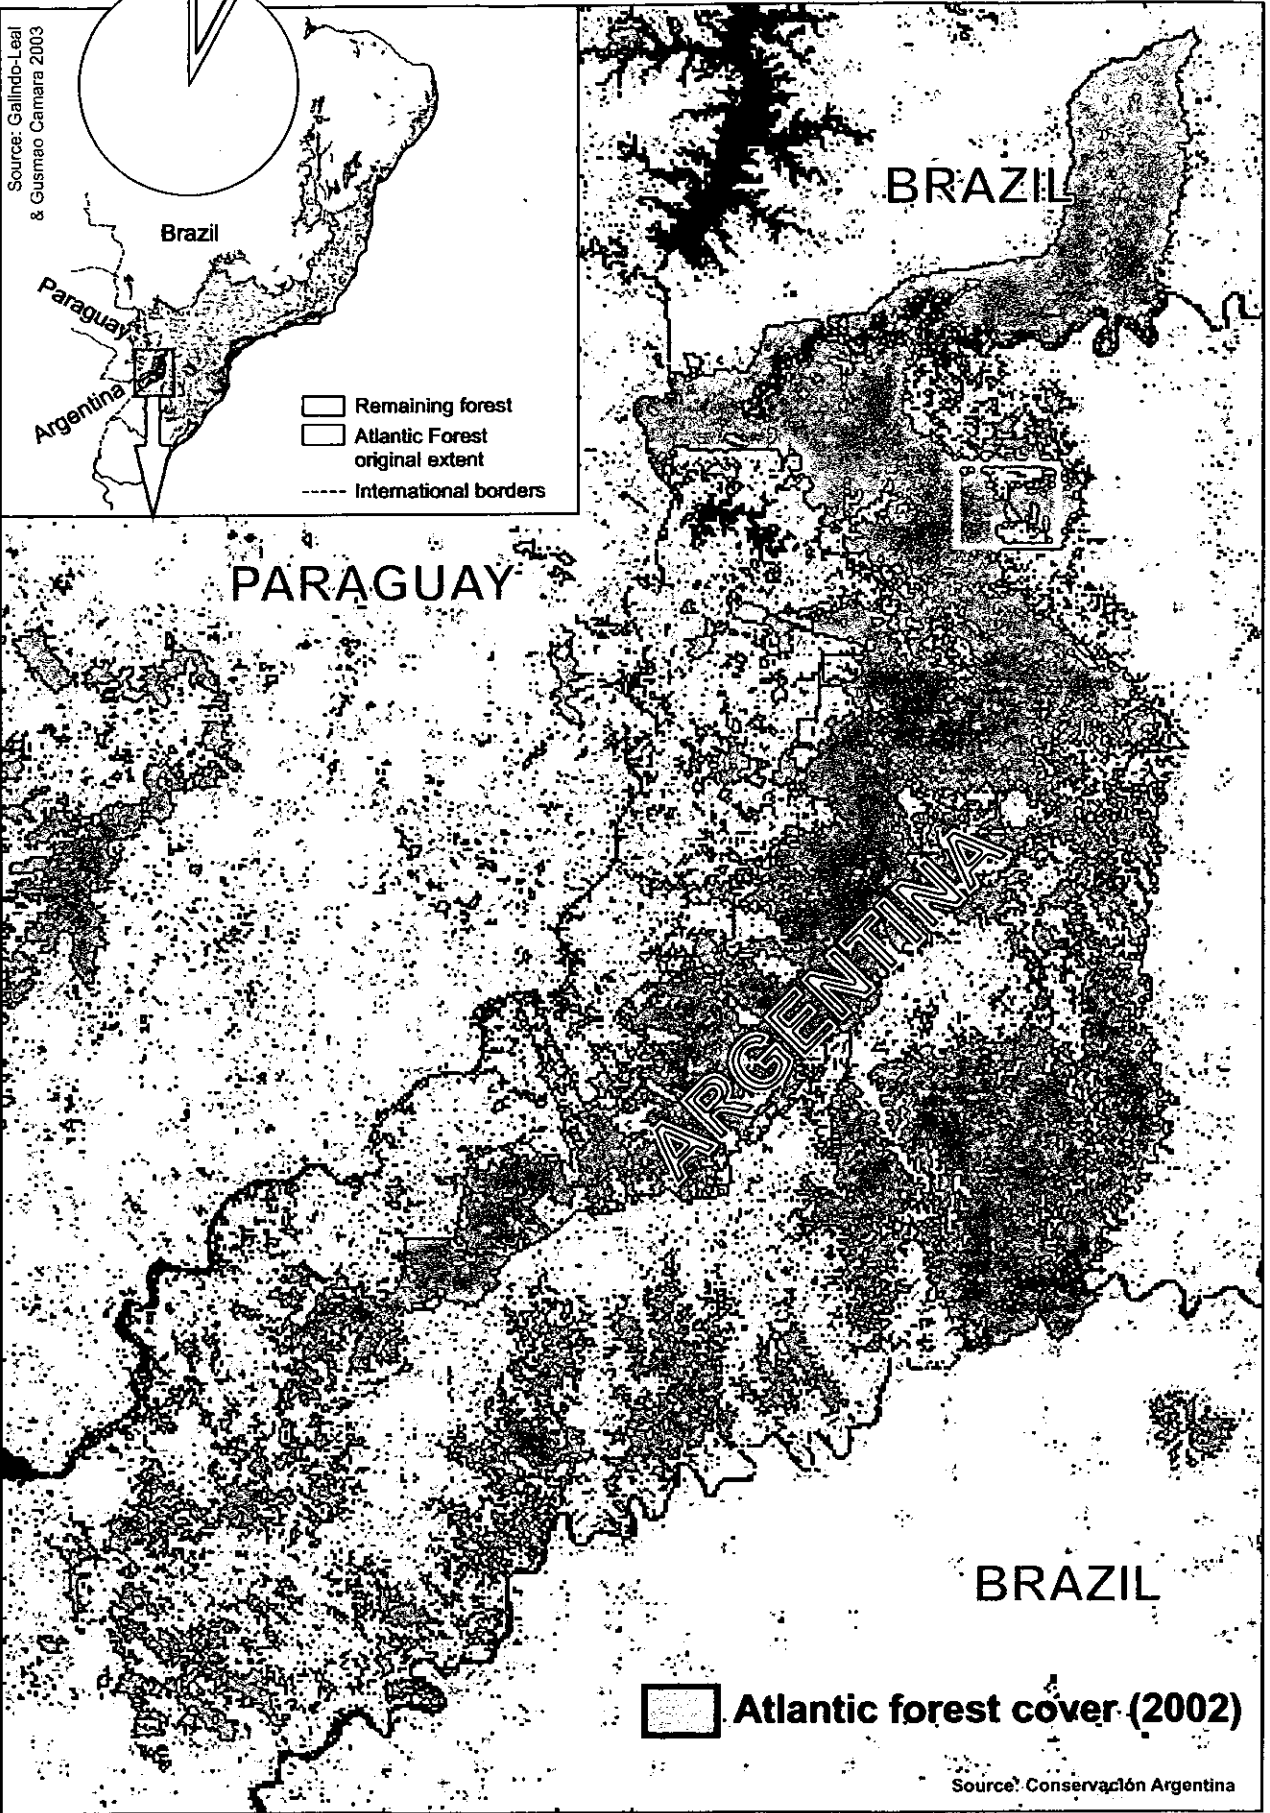 Source: Galindo-Leal
& Gusmao Camara 2003
Brazil
Paraguay
Argentina
Remaining forest
Atlantic Forest
original extent
International borders
BRAZIL
PARAGUAY
ARGENTINA
BRAZIL
Atlantic forest cover (2002)
Source: Conservación Argentina